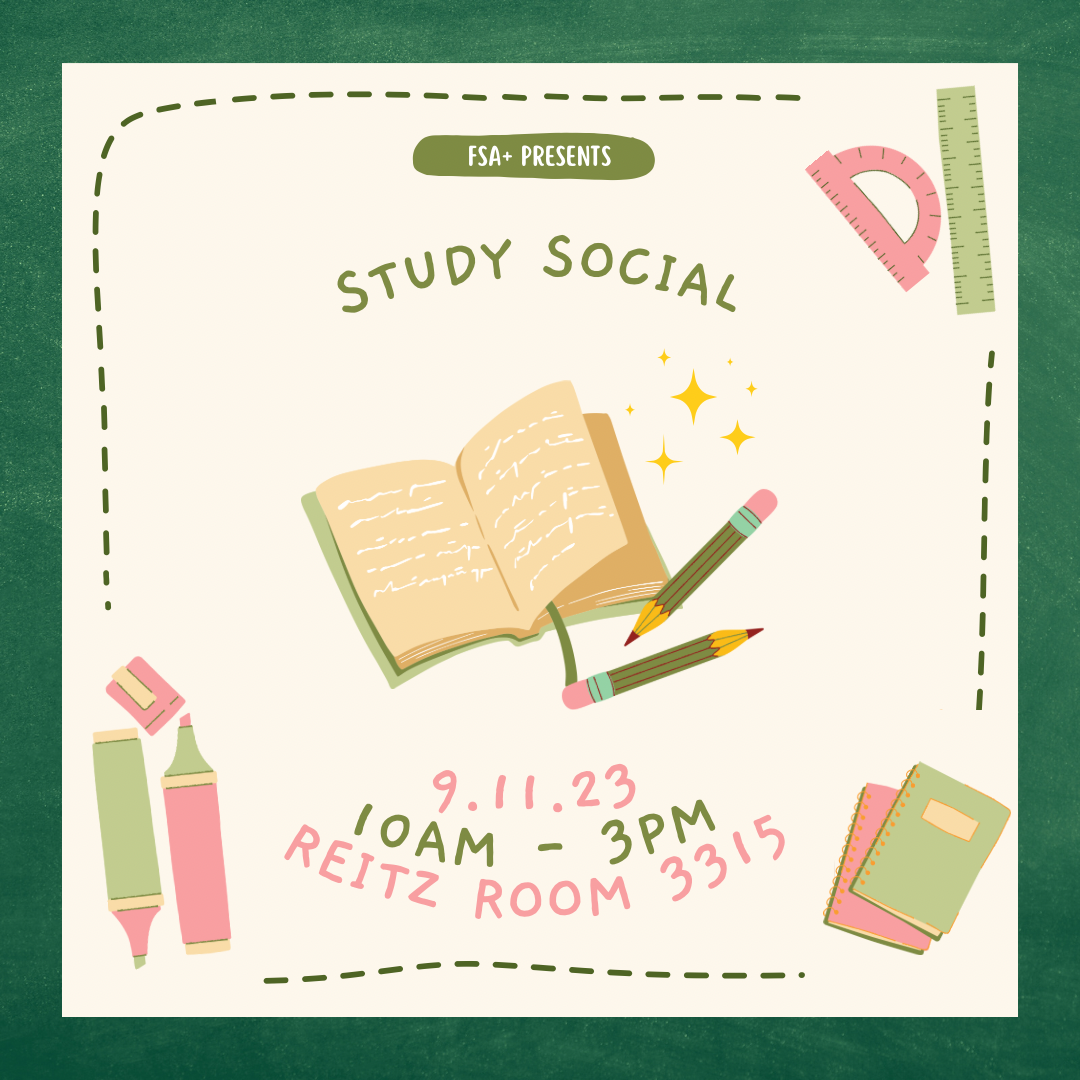 FSA+ PRESENTS
STUDY SOCIAL
9.11.23
10AM - 3PM
REITZ ROOM 3315